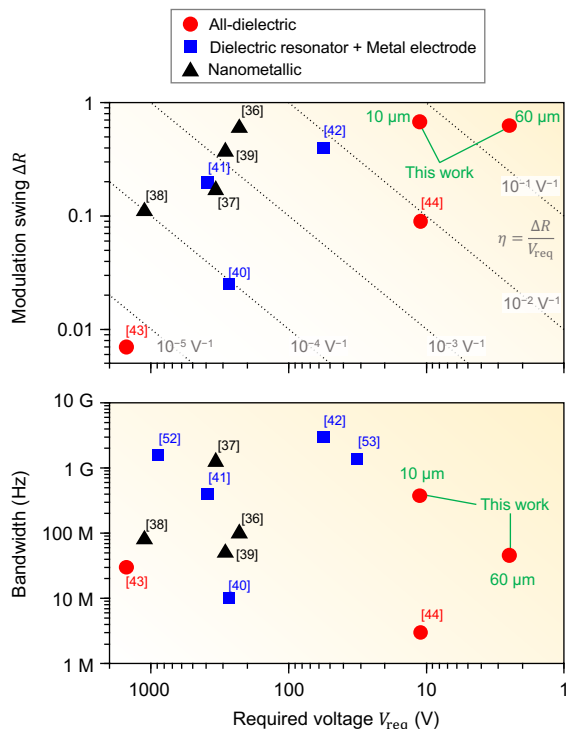 All-dielectric
Dielectric resonator + Metal electrode
Nanometallic
Modulation swing ΔR
1
0.1
0.01
[36]
[42]
10 µm
60 µm
[39]
This work
[41]
[37]
[38]
[44]
10⁻¹ V⁻¹
η = ΔR / V_req
[40]
10⁻² V⁻¹
[43]
10⁻⁵ V⁻¹
10⁻⁴ V⁻¹
10⁻³ V⁻¹
Bandwidth (Hz)
10 G
1 G
100 M
10 M
1 M
[42]
[52]
[37]
[53]
10 µm
[41]
This work
[38]
[36]
[39]
[43]
60 µm
[40]
[44]
1000
100
10
1
Required voltage V_req (V)